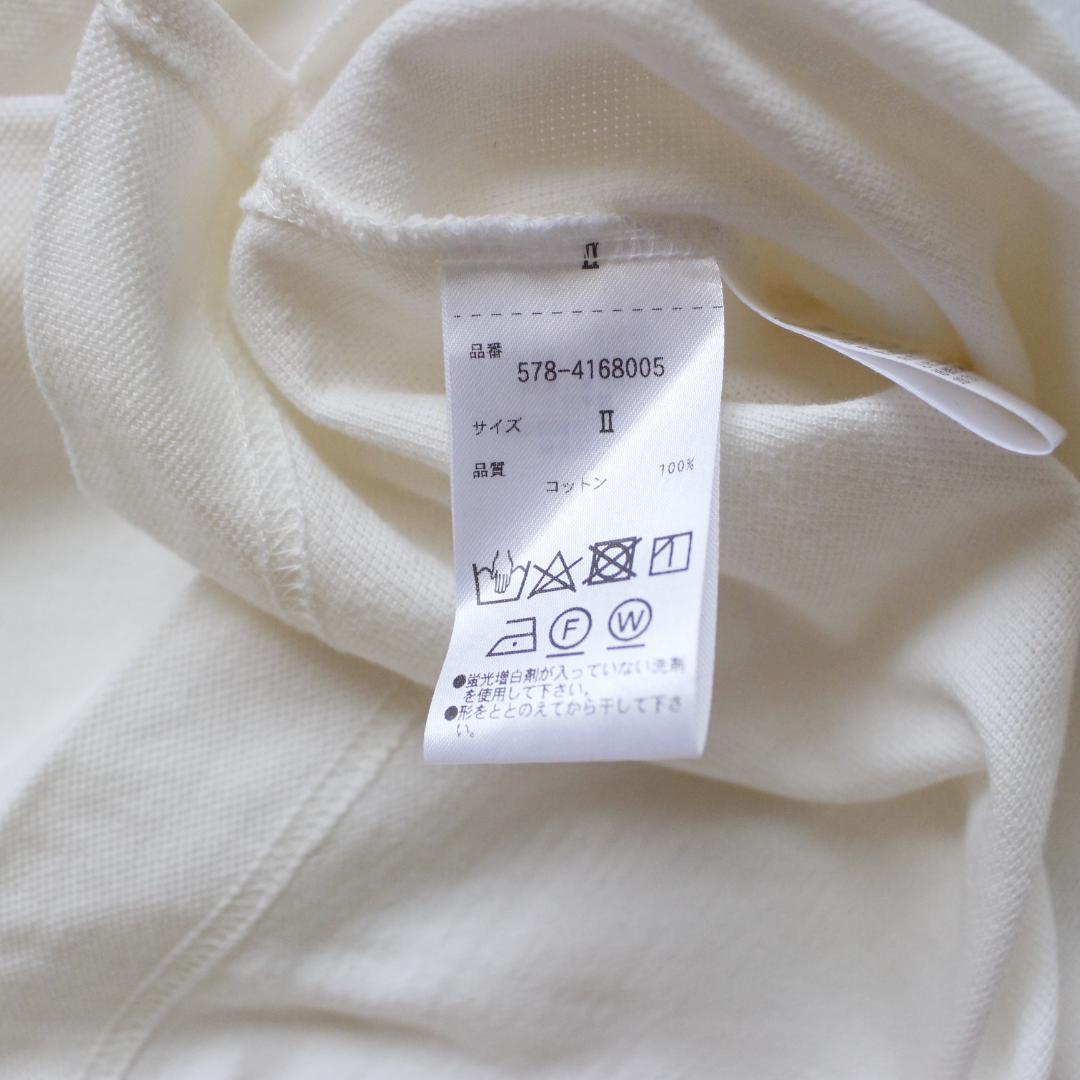 II
品番
578-4168005
サイズ II
品質
コットン 100%
F W
●蛍光増白剤が入っていない洗剤
を使用して下さい。
●形をととのえてから干して下さ
い。